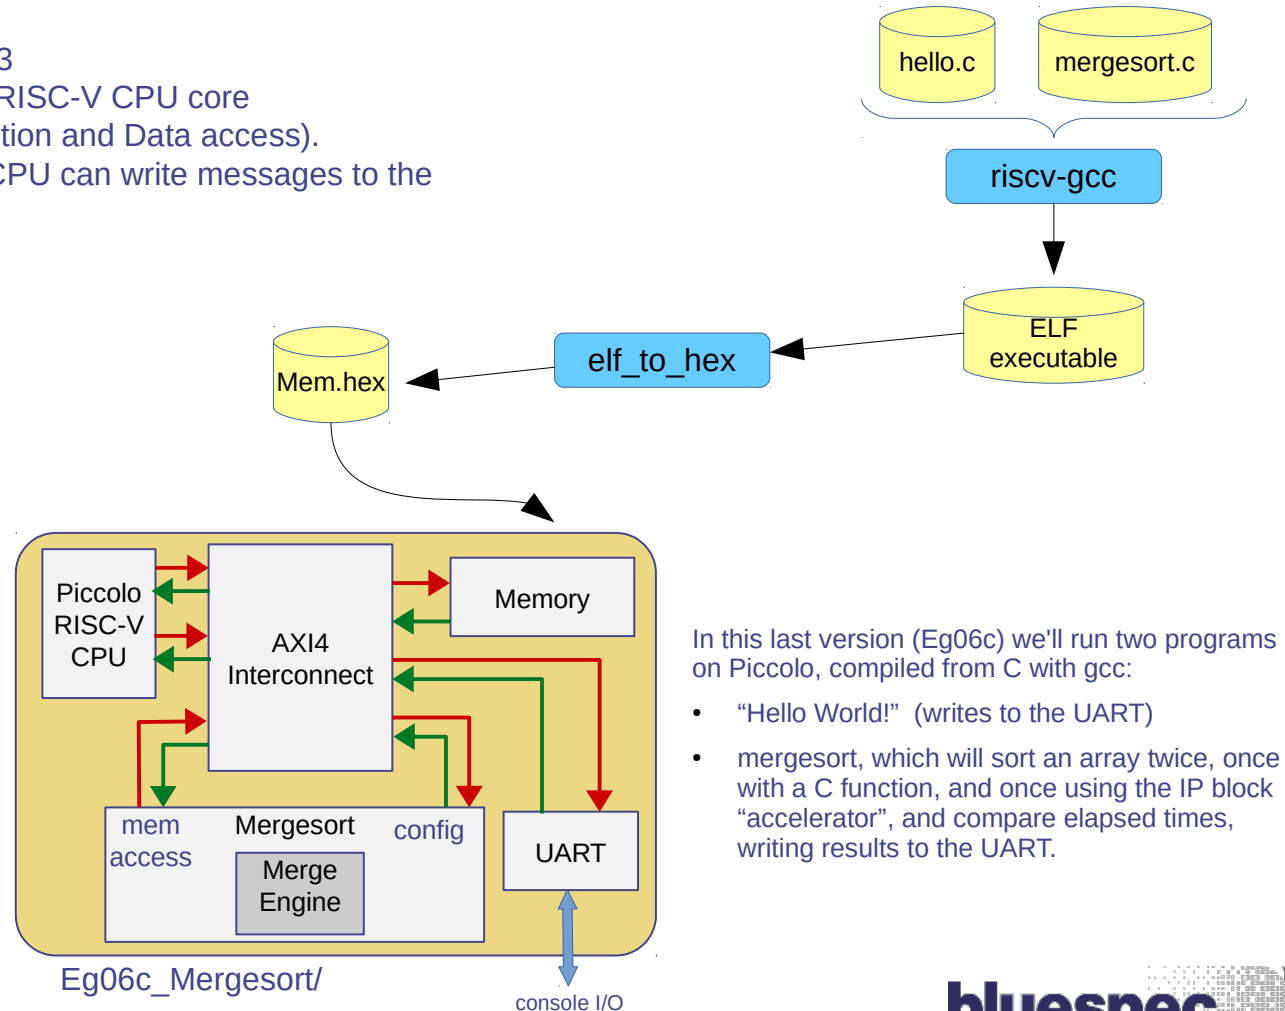 3
RISC-V CPU core
tion and Data access).
CPU can write messages to the
hello.c
mergesort.c
riscv-gcc
ELF
executable
elf_to_hex
Mem.hex
Piccolo
RISC-V
CPU
AXI4
Interconnect
Memory
mem
access
Mergesort
config
Merge
Engine
UART
Eg06c_Mergesort/
console I/O
In this last version (Eg06c) we'll run two programs
on Piccolo, compiled from C with gcc:
• “Hello World!” (writes to the UART)
• mergesort, which will sort an array twice, once
with a C function, and once using the IP block
“accelerator”, and compare elapsed times,
writing results to the UART.
bluespec